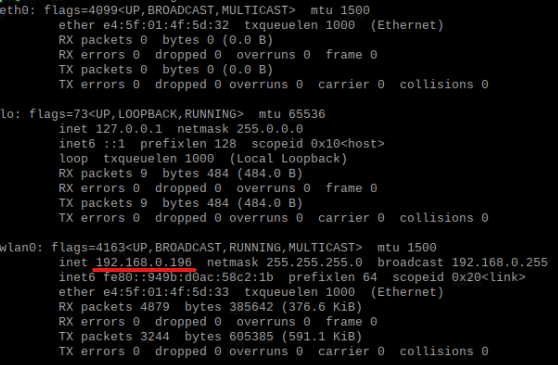 eth0: flags=4099<UP,BROADCAST,MULTICAST>  mtu 1500
        ether e4:5f:01:4f:5d:32  txqueuelen 1000  (Ethernet)
        RX packets 0  bytes 0 (0.0 B)
        RX errors 0  dropped 0  overruns 0  frame 0
        TX packets 0  bytes 0 (0.0 B)
        TX errors 0  dropped 0 overruns 0  carrier 0  collisions 0

lo: flags=73<UP,LOOPBACK,RUNNING>  mtu 65536
        inet 127.0.0.1  netmask 255.0.0.0
        inet6 ::1  prefixlen 128  scopeid 0x10<host>
        loop  txqueuelen 1000  (Local Loopback)
        RX packets 9  bytes 484 (484.0 B)
        RX errors 0  dropped 0  overruns 0  frame 0
        TX packets 9  bytes 484 (484.0 B)
        TX errors 0  dropped 0 overruns 0  carrier 0  collisions 0

wlan0: flags=4163<UP,BROADCAST,RUNNING,MULTICAST>  mtu 1500
        inet 192.168.0.196  netmask 255.255.255.0  broadcast 192.168.0.255
        inet6 fe80::949b:d0ac:58c2:1b  prefixlen 64  scopeid 0x20<link>
        ether e4:5f:01:4f:5d:33  txqueuelen 1000  (Ethernet)
        RX packets 4879  bytes 385642 (376.6 KiB)
        RX errors 0  dropped 0  overruns 0  frame 0
        TX packets 3244  bytes 605385 (591.1 KiB)
        TX errors 0  dropped 0 overruns 0  carrier 0  collisions 0